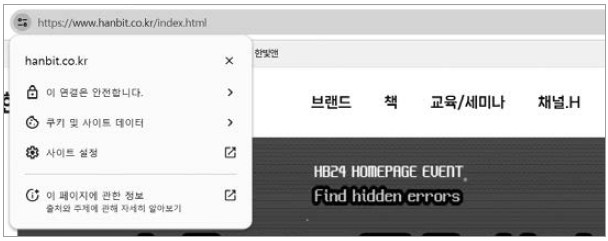 https://www.hanbit.co.kr/index.html
한빛앤
hanbit.co.kr
이 연결은 안전합니다.
쿠키 및 사이트 데이터
사이트 설정
이 페이지에 관한 정보
출처와 주제에 관해 자세히 알아보기
브랜드 책 교육/세미나 채널.H
HB24 HOMEPAGE EVENT
Find hidden errors